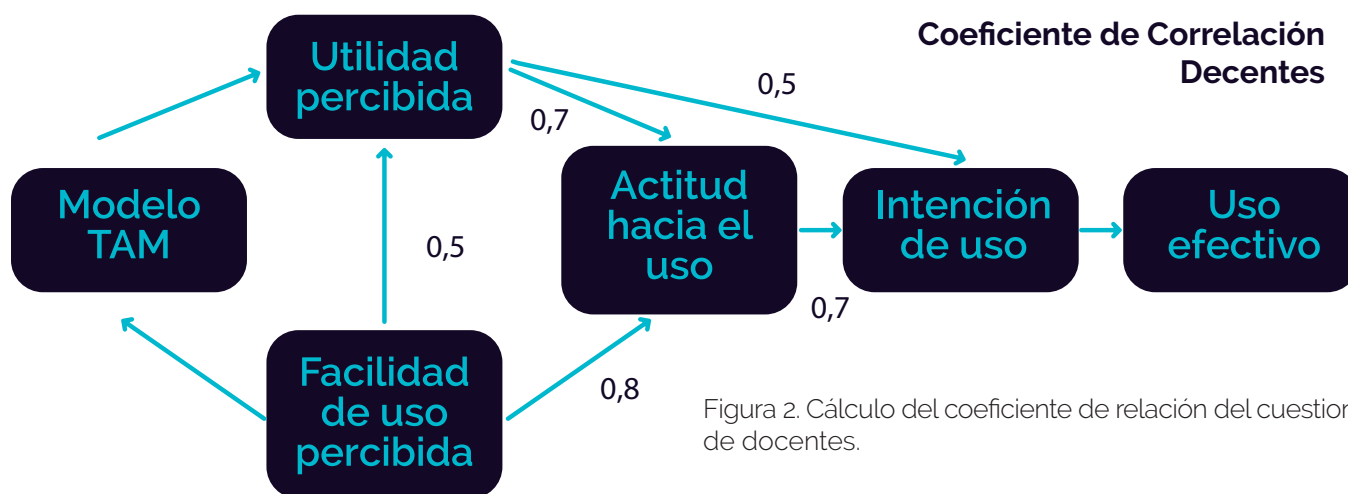 Coeficiente de Correlación
Decentes
Utilidad
percibida
0,5
0,7
Modelo
TAM
Actitud
hacia el
uso
Intención
de uso
Uso
efectivo
0,5
0,7
Facilidad
de uso
percibida
0,8
Figura 2. Cálculo del coeficiente de relación del cuestior
de docentes.